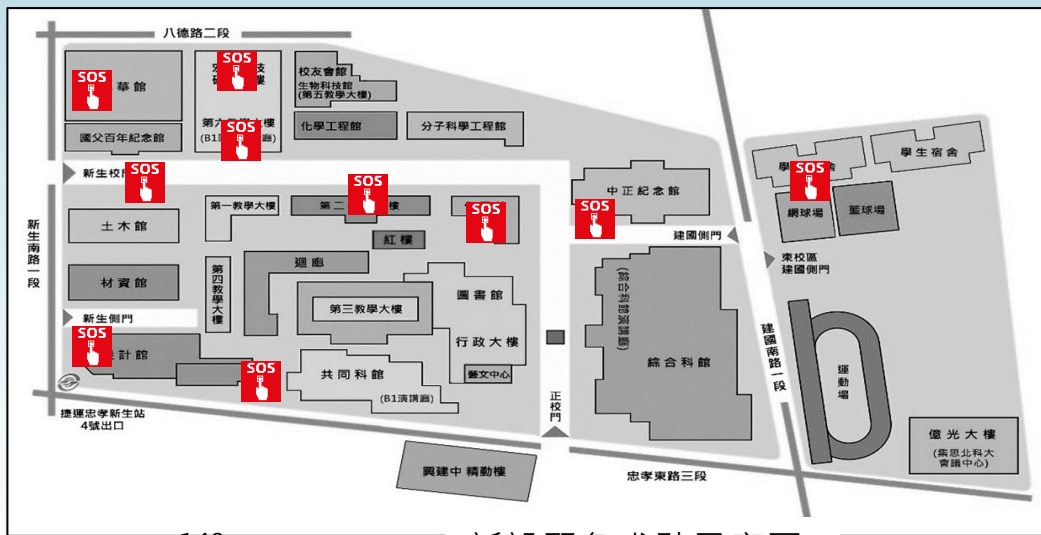 八德路二段
SOS
SOS
華館
校友會館
生物科技館
(第五教學大樓)
國父百年紀念館
SOS
化學工程館
分子科學工程館
新生校門
SOS
第一教學大樓
SOS
SOS
中正紀念館
SOS
建國側門
學生宿舍
SOS
網球場
籃球場
東校區
建國側門
新生南路一段
土木館
紅樓
材資館
第四教學大樓
迴廊
第三教學大樓
圖書館
行政大樓
藝文中心
(綜合科館演講廳)
綜合科館
新生側門
SOS
計館
SOS
共同科館
(B1演講廳)
正校門
建國南路一段
運動場
億光大樓
(集思北科大
會議中心)
捷運忠孝新生站
4號出口
興建中 精勤樓
忠孝東路三段